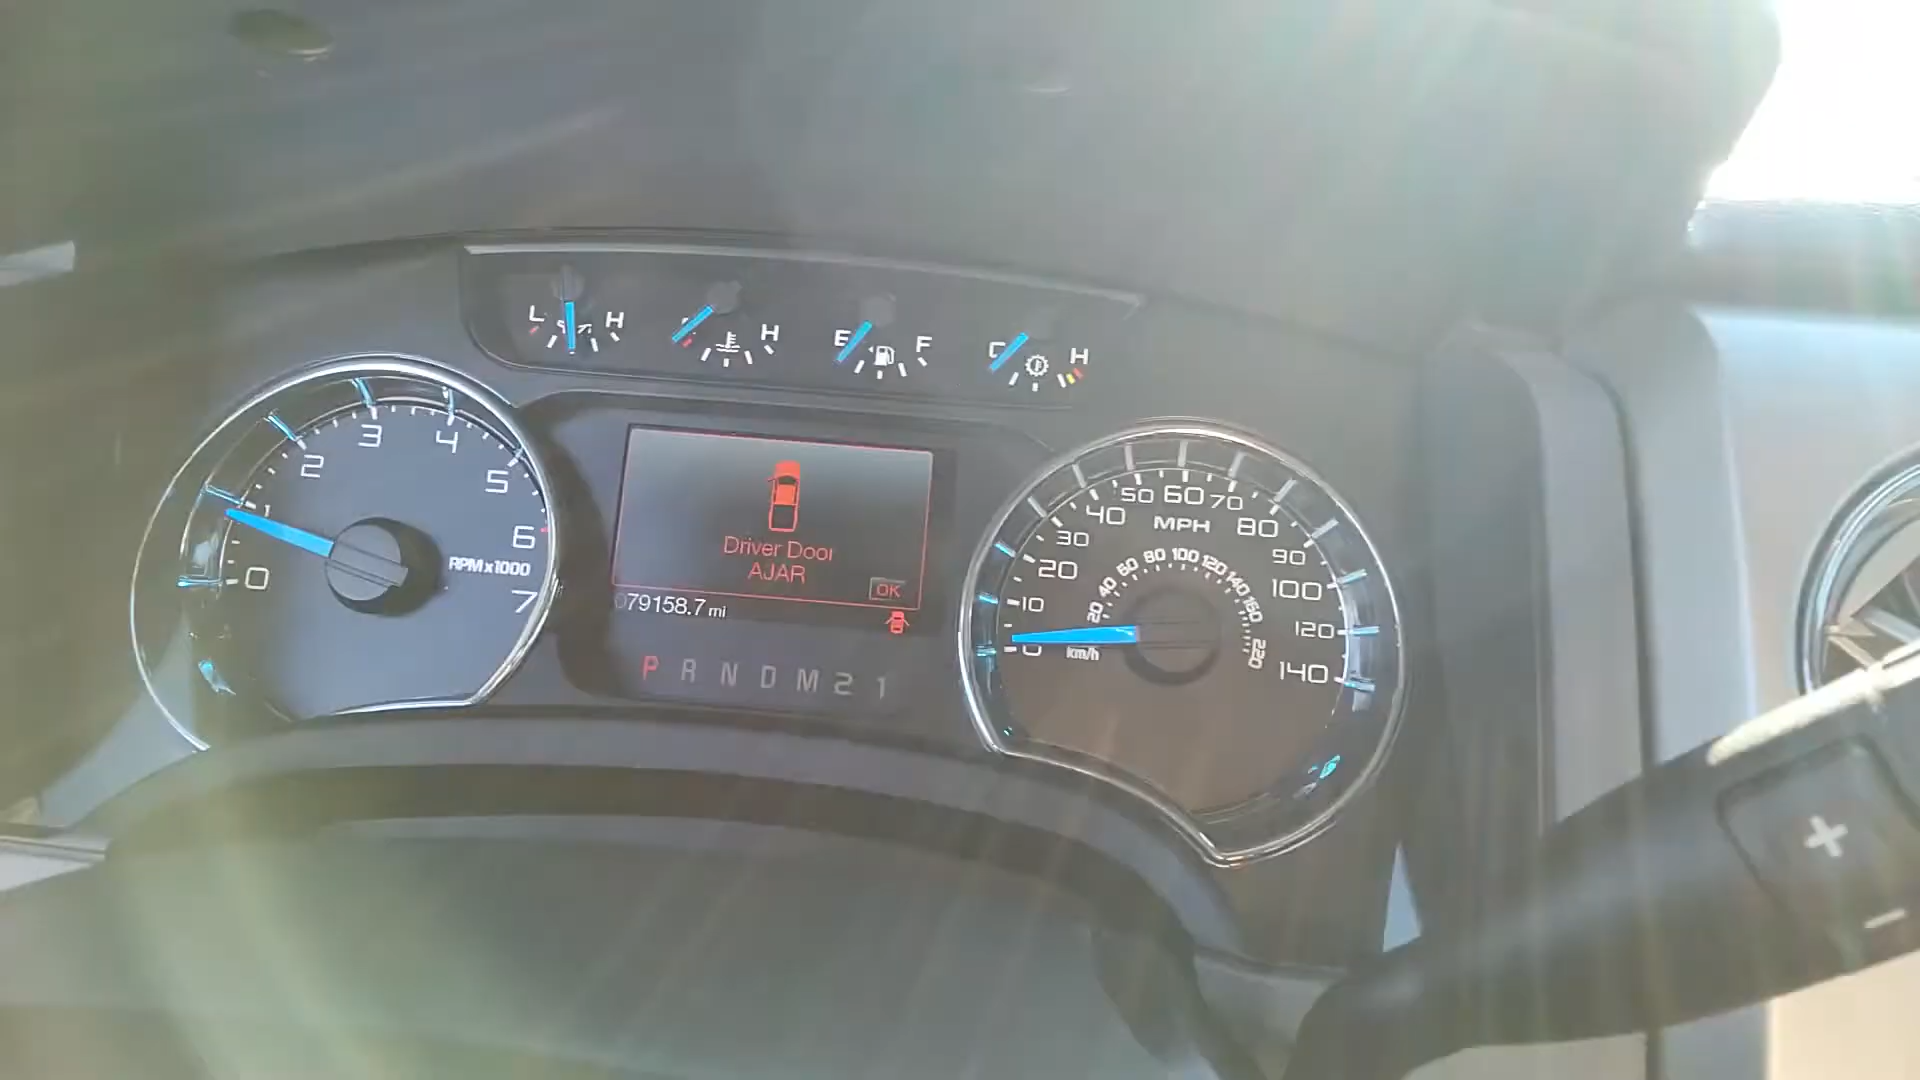 L H
H
E F
C H
0 1 2 3 4 5 6 7
RPMx1000
Driver Door
AJAR
OK
079158.7 mi
P R N D M 2 1
0 10 20 30 40 50 60 70 80 90 100 120 140
MPH
20 40 60 80 100 120 140 160 220
km/h
+
-